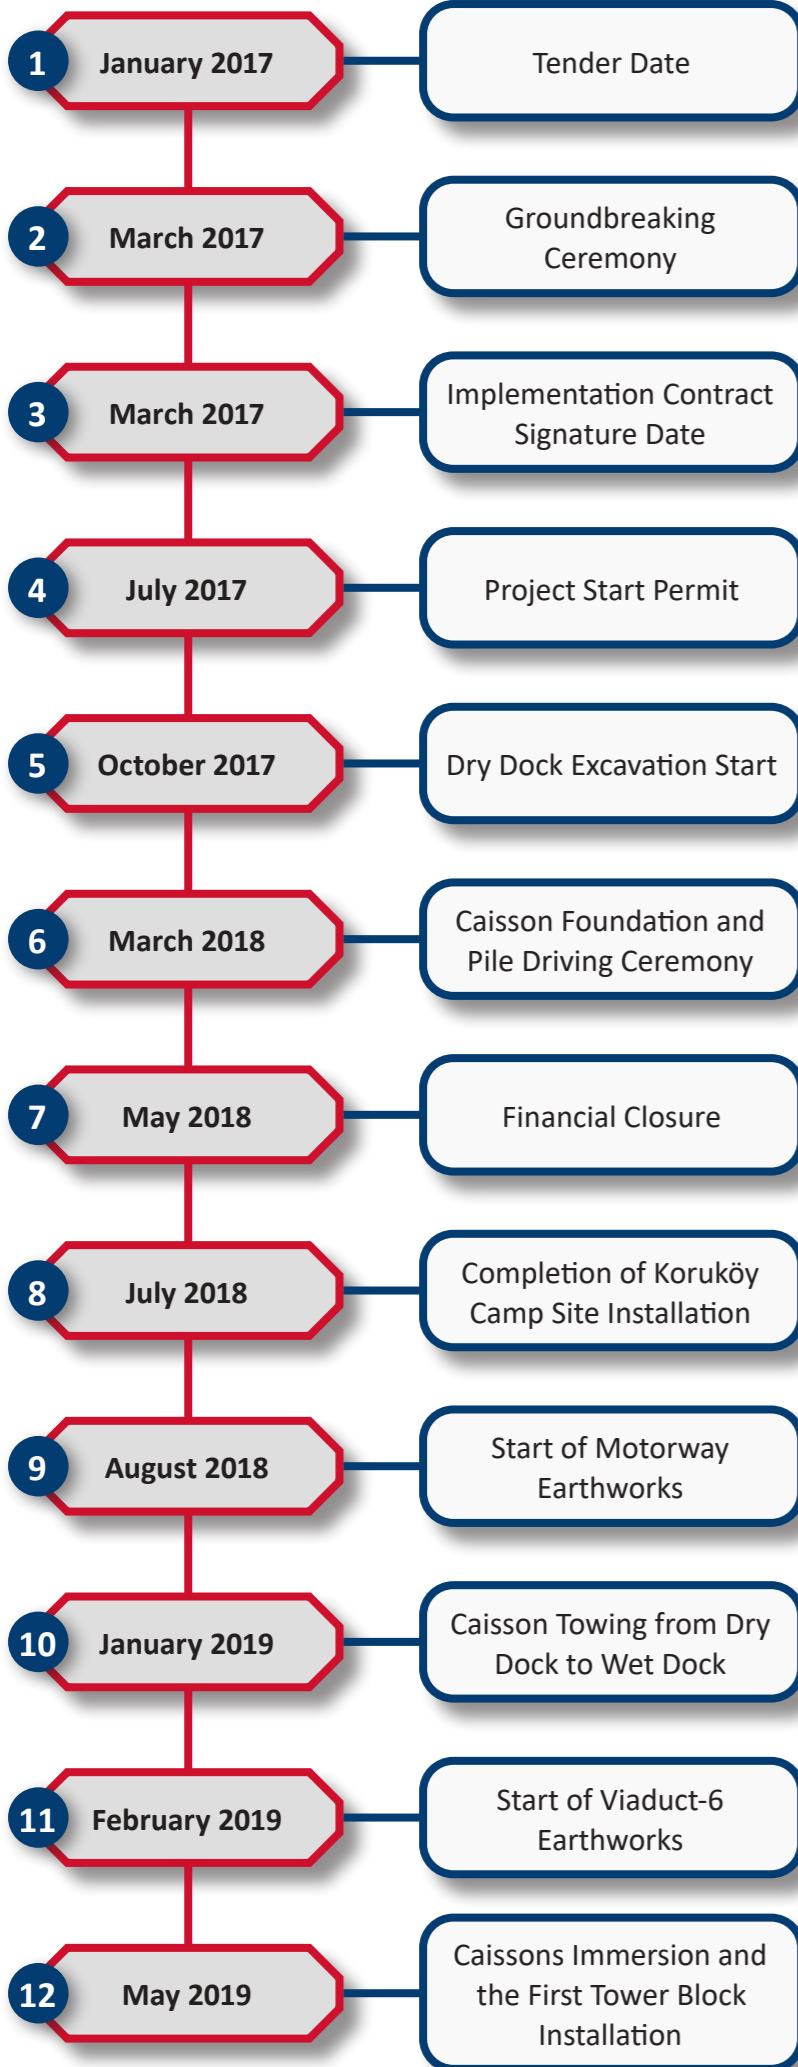 1
January 2017
Tender Date
2
March 2017
Groundbreaking
Ceremony
3
March 2017
Implementation Contract
Signature Date
4
July 2017
Project Start Permit
5
October 2017
Dry Dock Excavation Start
6
March 2018
Caisson Foundation and
Pile Driving Ceremony
7
May 2018
Financial Closure
8
July 2018
Completion of Koruköy
Camp Site Installation
9
August 2018
Start of Motorway
Earthworks
10
January 2019
Caisson Towing from Dry
Dock to Wet Dock
11
February 2019
Start of Viaduct-6
Earthworks
12
May 2019
Caissons Immersion and
the First Tower Block
Installation